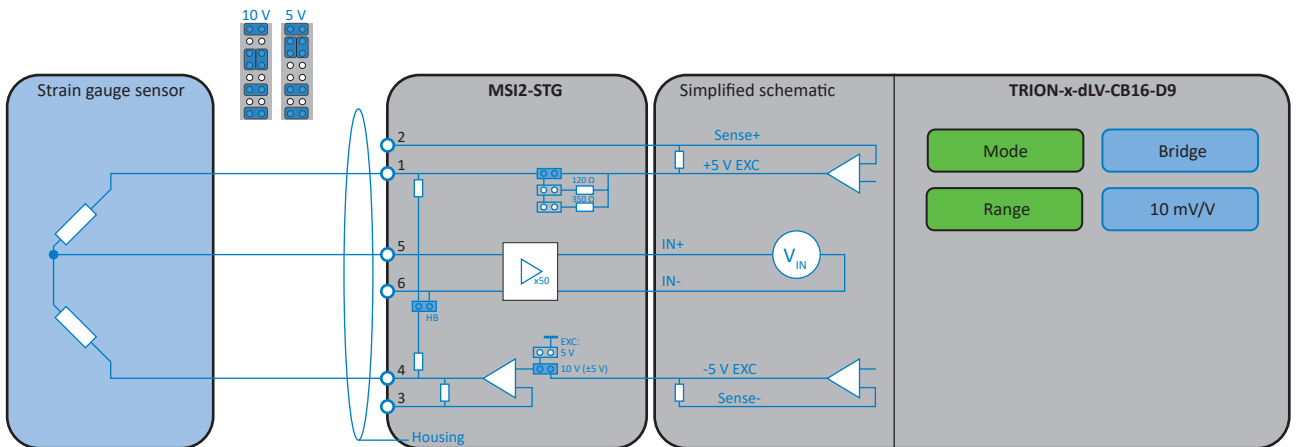 10 V 5 V
Strain gauge sensor
MSI2-STG
Simplified schematic
TRION-x-dLV-CB16-D9
2
Sense+
1
+5 V EXC
Mode
Bridge
120 Ω
350 Ω
Range
10 mV/V
5
IN+
V IN
x50
6
IN-
HB
EXC:
5 V
10 V (±5 V)
4
-5 V EXC
3
Sense-
Housing